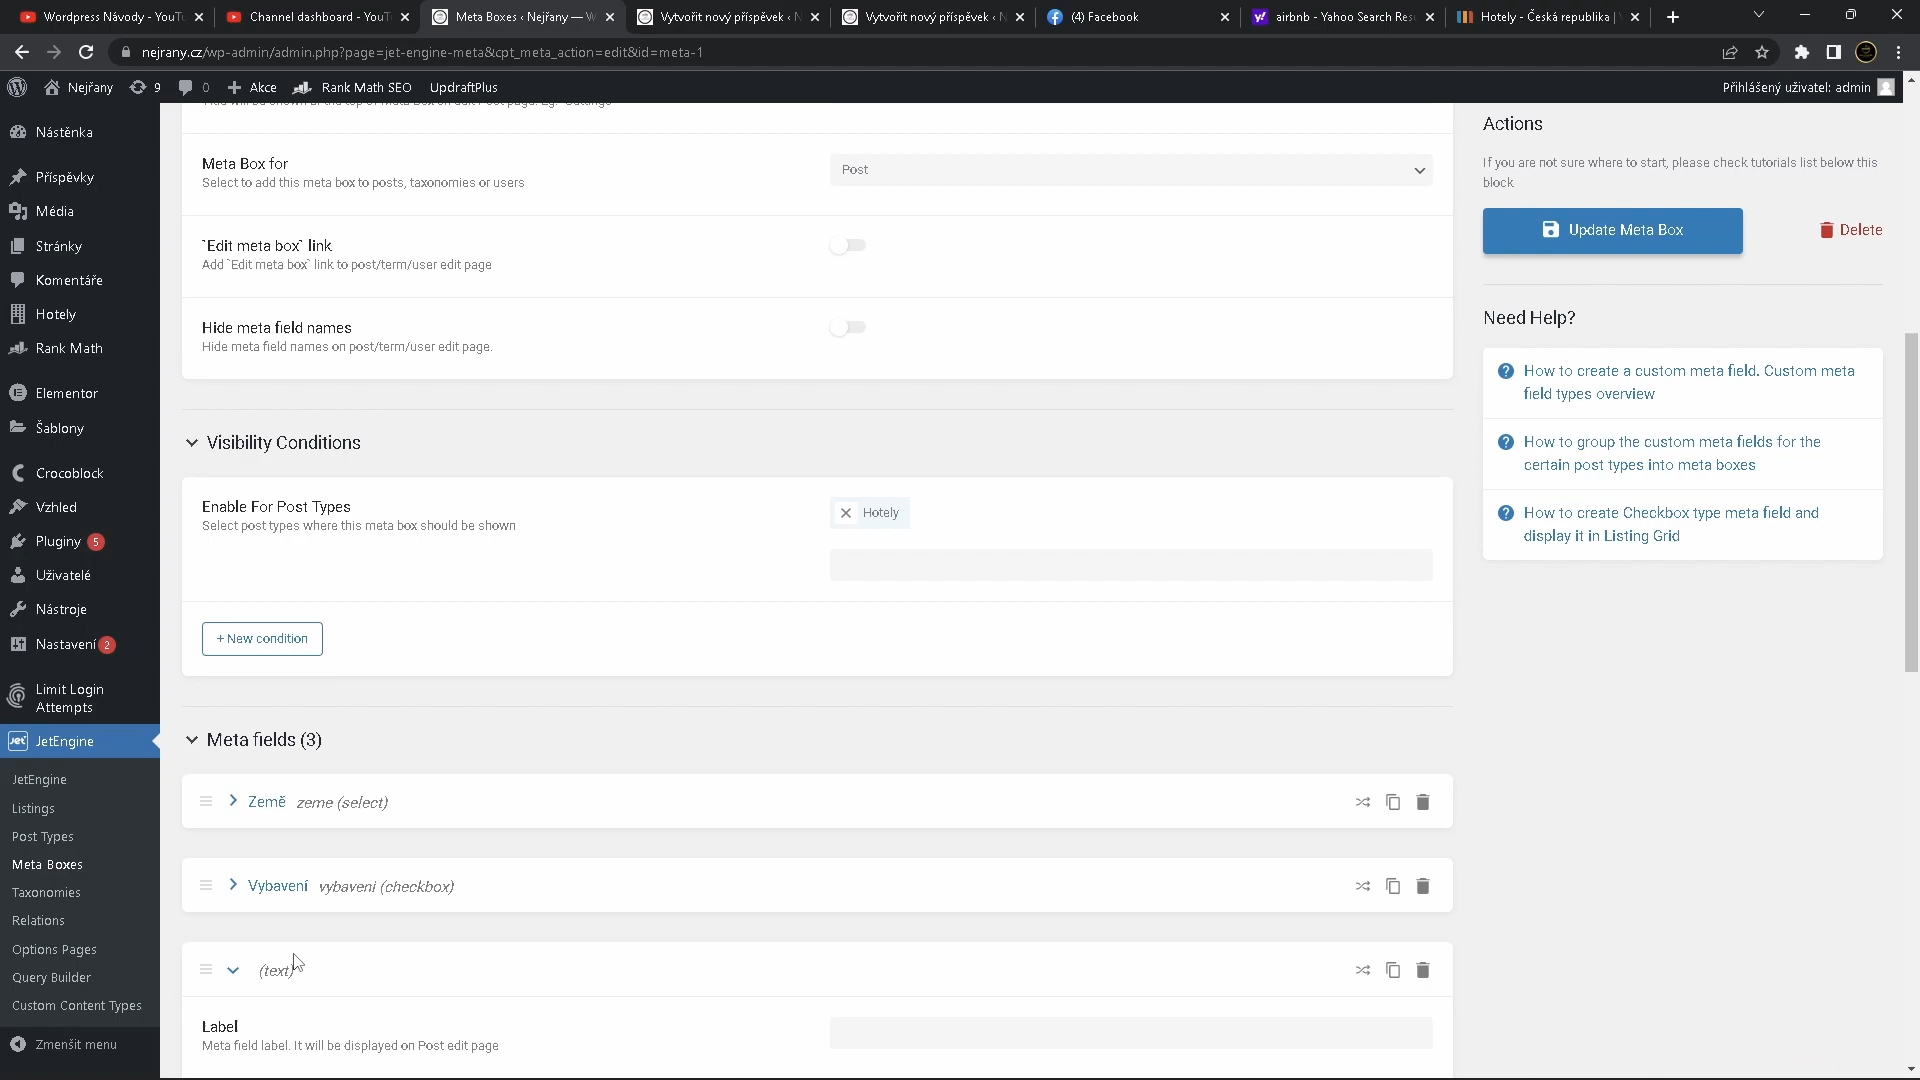 Wordpress Návody - YouTu
Channel dashboard - YouTu
Meta Boxes ‹ Nejřany — W
Vytvořit nový příspěvek ‹ N
Vytvořit nový příspěvek ‹ N
(4) Facebook
airbnb - Yahoo Search Resu
Hotely - Česká republika |
nejrany.cz/wp-admin/admin.php?page=jet-engine-meta&cpt_meta_action=edit&id=meta-1
Nejřany
9
0
Akce
Rank Math SEO
UpdraftPlus
Přihlášený uživatel: admin
Nástěnka
Příspěvky
Média
Stránky
Komentáře
Hotely
Rank Math
Elementor
Šablony
Crocoblock
Vzhled
Pluginy 5
Uživatelé
Nástroje
Nastavení 2
Limit Login
Attempts
JetEngine
JetEngine
Listings
Post Types
Meta Boxes
Taxonomies
Relations
Options Pages
Query Builder
Custom Content Types
Zmenšit menu
Meta Box for
Select to add this meta box to posts, taxonomies or users
Post
`Edit meta box` link
Add `Edit meta box` link to post/term/user edit page
Hide meta field names
Hide meta field names on post/term/user edit page.
Visibility Conditions
Enable For Post Types
Select post types where this meta box should be shown
Hotely
+ New condition
Meta fields (3)
Země zeme (select)
Vybavení vybaveni (checkbox)
(text)
Label
Meta field label. It will be displayed on Post edit page
Actions
If you are not sure where to start, please check tutorials list below this
block
Update Meta Box
Delete
Need Help?
How to create a custom meta field. Custom meta
field types overview
How to group the custom meta fields for the
certain post types into meta boxes
How to create Checkbox type meta field and
display it in Listing Grid